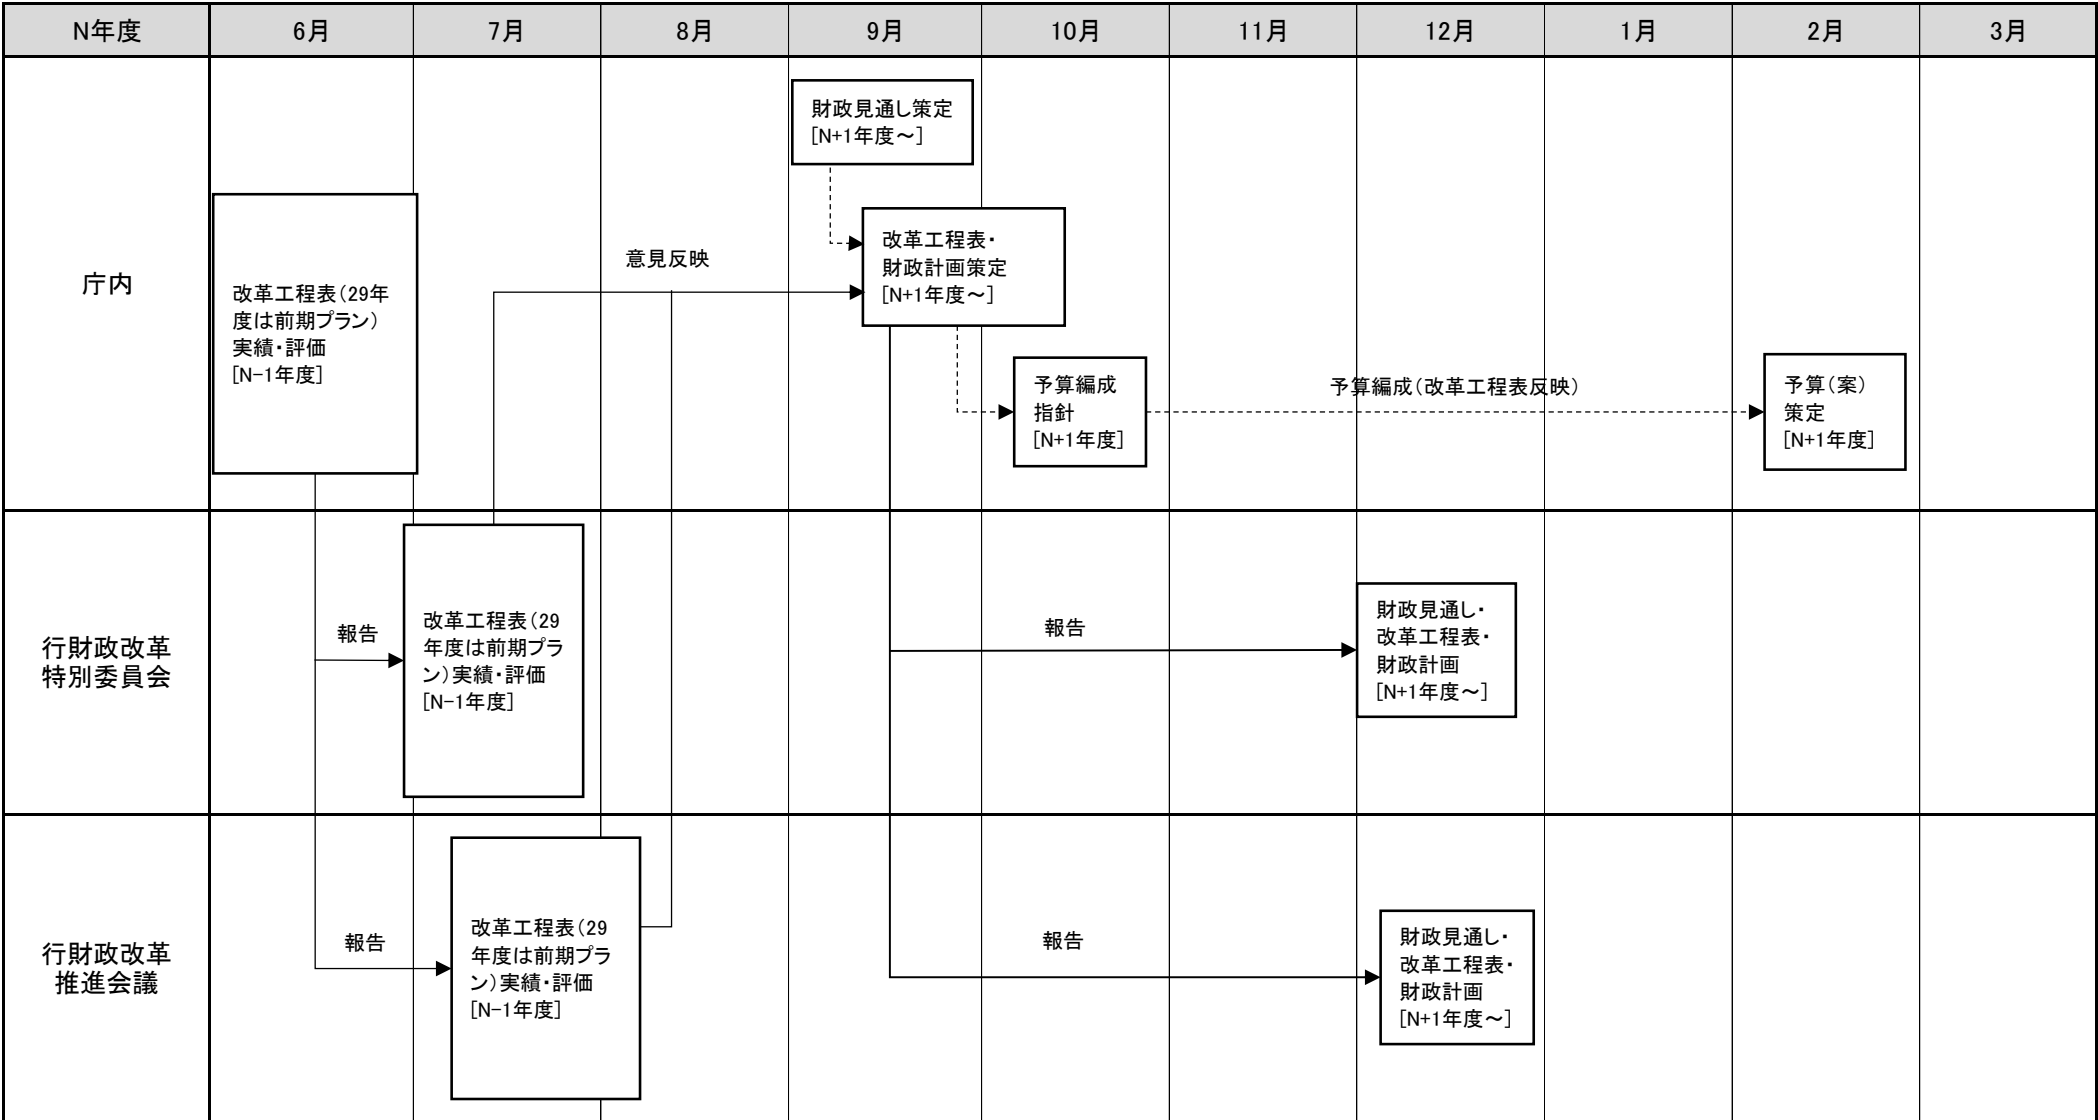 N年度
6月
7月
8月
9月
10月
11月
12月
1月
2月
3月
庁内
改革工程表（29年
度は前期プラン）
実績・評価
[N-1年度]
意見反映
財政見通し策定
[N+1年度～]
改革工程表・
財政計画策定
[N+1年度～]
予算編成
指針
[N+1年度]
予算編成（改革工程表反映）
予算（案）
策定
[N+1年度]
行財政改革
特別委員会
報告
改革工程表（29
年度は前期プラ
ン）実績・評価
[N-1年度]
報告
財政見通し・
改革工程表・
財政計画
[N+1年度～]
行財政改革
推進会議
報告
改革工程表（29
年度は前期プラ
ン）実績・評価
[N-1年度]
報告
財政見通し・
改革工程表・
財政計画
[N+1年度～]